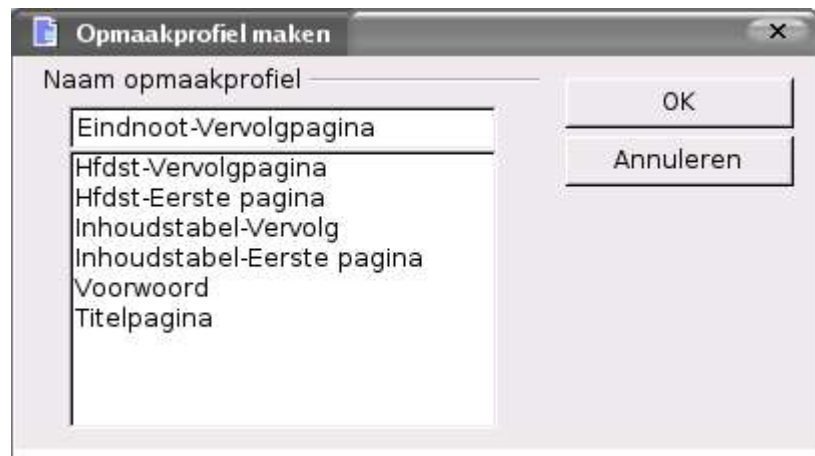 Opmaakprofiel maken
Naam opmaakprofiel
Eindnoot-Vervolgpagina
Hfdst-Vervolgpagina
Hfdst-Eerste pagina
Inhoudstabel-Vervolg
Inhoudstabel-Eerste pagina
Voorwoord
Titelpagina
OK
Annuleren